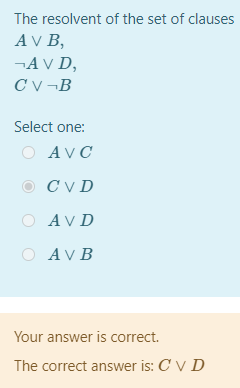 The resolvent of the set of clauses
A ∨ B,
¬A ∨ D,
C ∨ ¬B
Select one:
A ∨ C
C ∨ D
A ∨ D
A ∨ B
Your answer is correct.
The correct answer is: C ∨ D